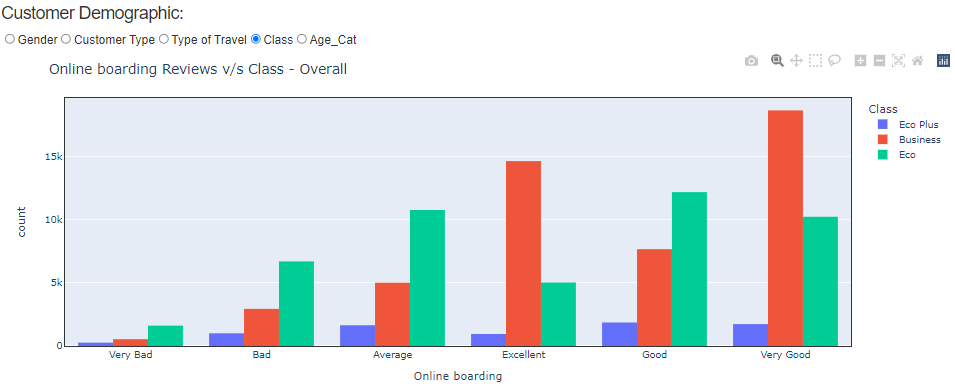 Customer Demographic:
Gender Customer Type Type of Travel Class Age_Cat
Online boarding Reviews v/s Class - Overall
Class
Eco Plus
Business
Eco
15k
10k
5k
0
count
Very Bad Bad Average Excellent Good Very Good
Online boarding